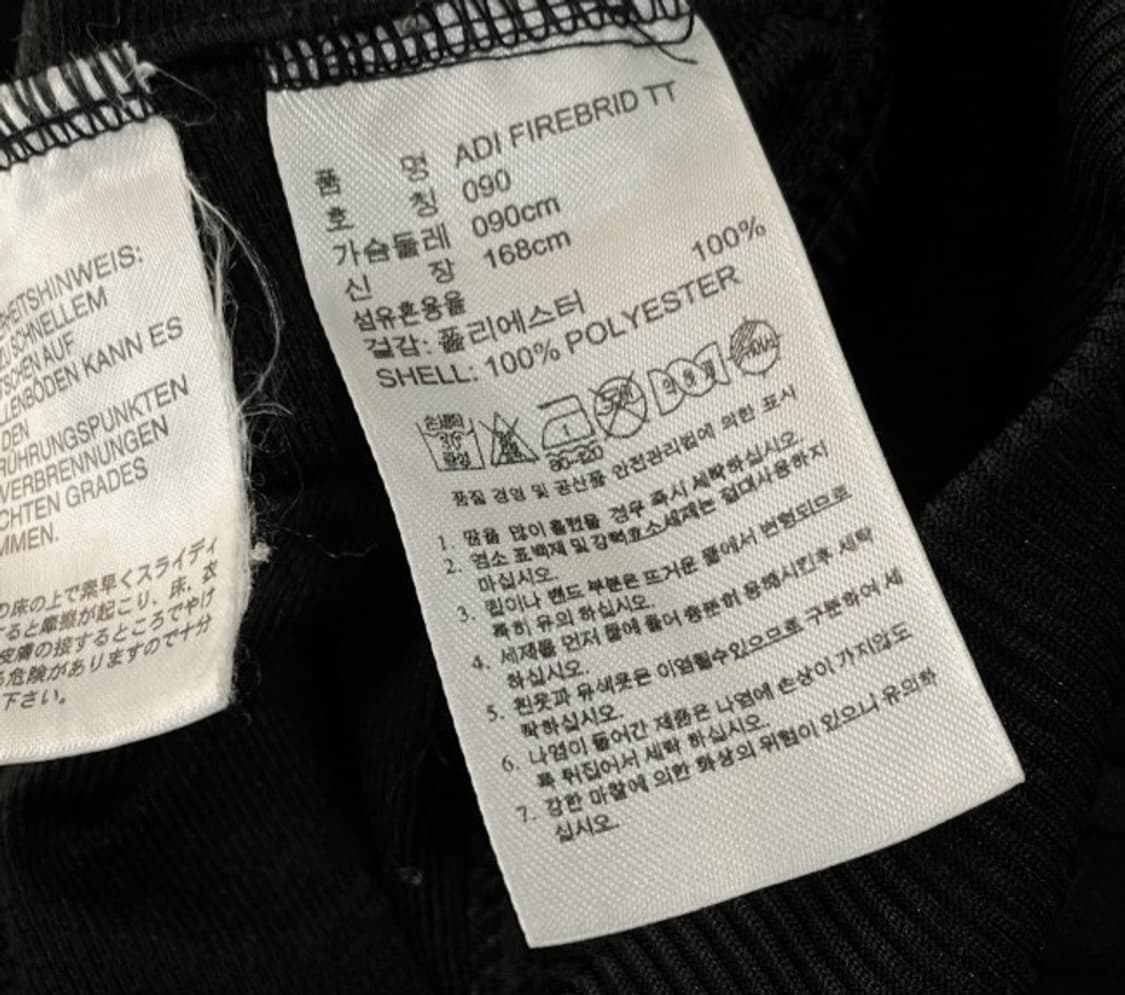 HEITSHINWEIS:
ZU SCHNELLEM
TSCHEN AUF
LLENBÖDEN KANN ES
DEN
RÜHRUNGSPUNKTEN
VERBRENNUNGEN
CHTEN GRADES
MMEN.
の床の上で素早くスライディ
ると摩擦が起こり、床、衣
皮膚の接するところでやけ
る危険がありますので十分
下さい。
품 명 ADI FIREBRID TT
호 칭 090
가슴둘레 090cm
신 장 168cm
섬유혼용율
겉감: 폴리에스터 100%
SHELL: 100% POLYESTER
손세탁
30°
중성
80-120
품질 경영 및 공산품 안전관리법에 의한 표시
1. 땀을 많이 흘렸을 경우 즉시 세탁하십시오.
2. 염소 표백제 및 강력효소세제는 절대사용하지
마십시오.
3. 립이나 밴드 부분은 뜨거운 물에서 변형되므로
특히 유의 하십시오.
4. 세제를 먼저 물에 풀어 충분히 용해시킨후 세탁
하십시오.
5. 흰옷과 유색옷은 이염될수있으므로 구분하여 세
탁하십시오.
6. 나염이 들어간 제품은 나염에 손상이 가지않도
록 뒤집어서 세탁 하십시오.
7. 강한 마찰에 의한 화상의 위험이 있으니 유의하
십시오.